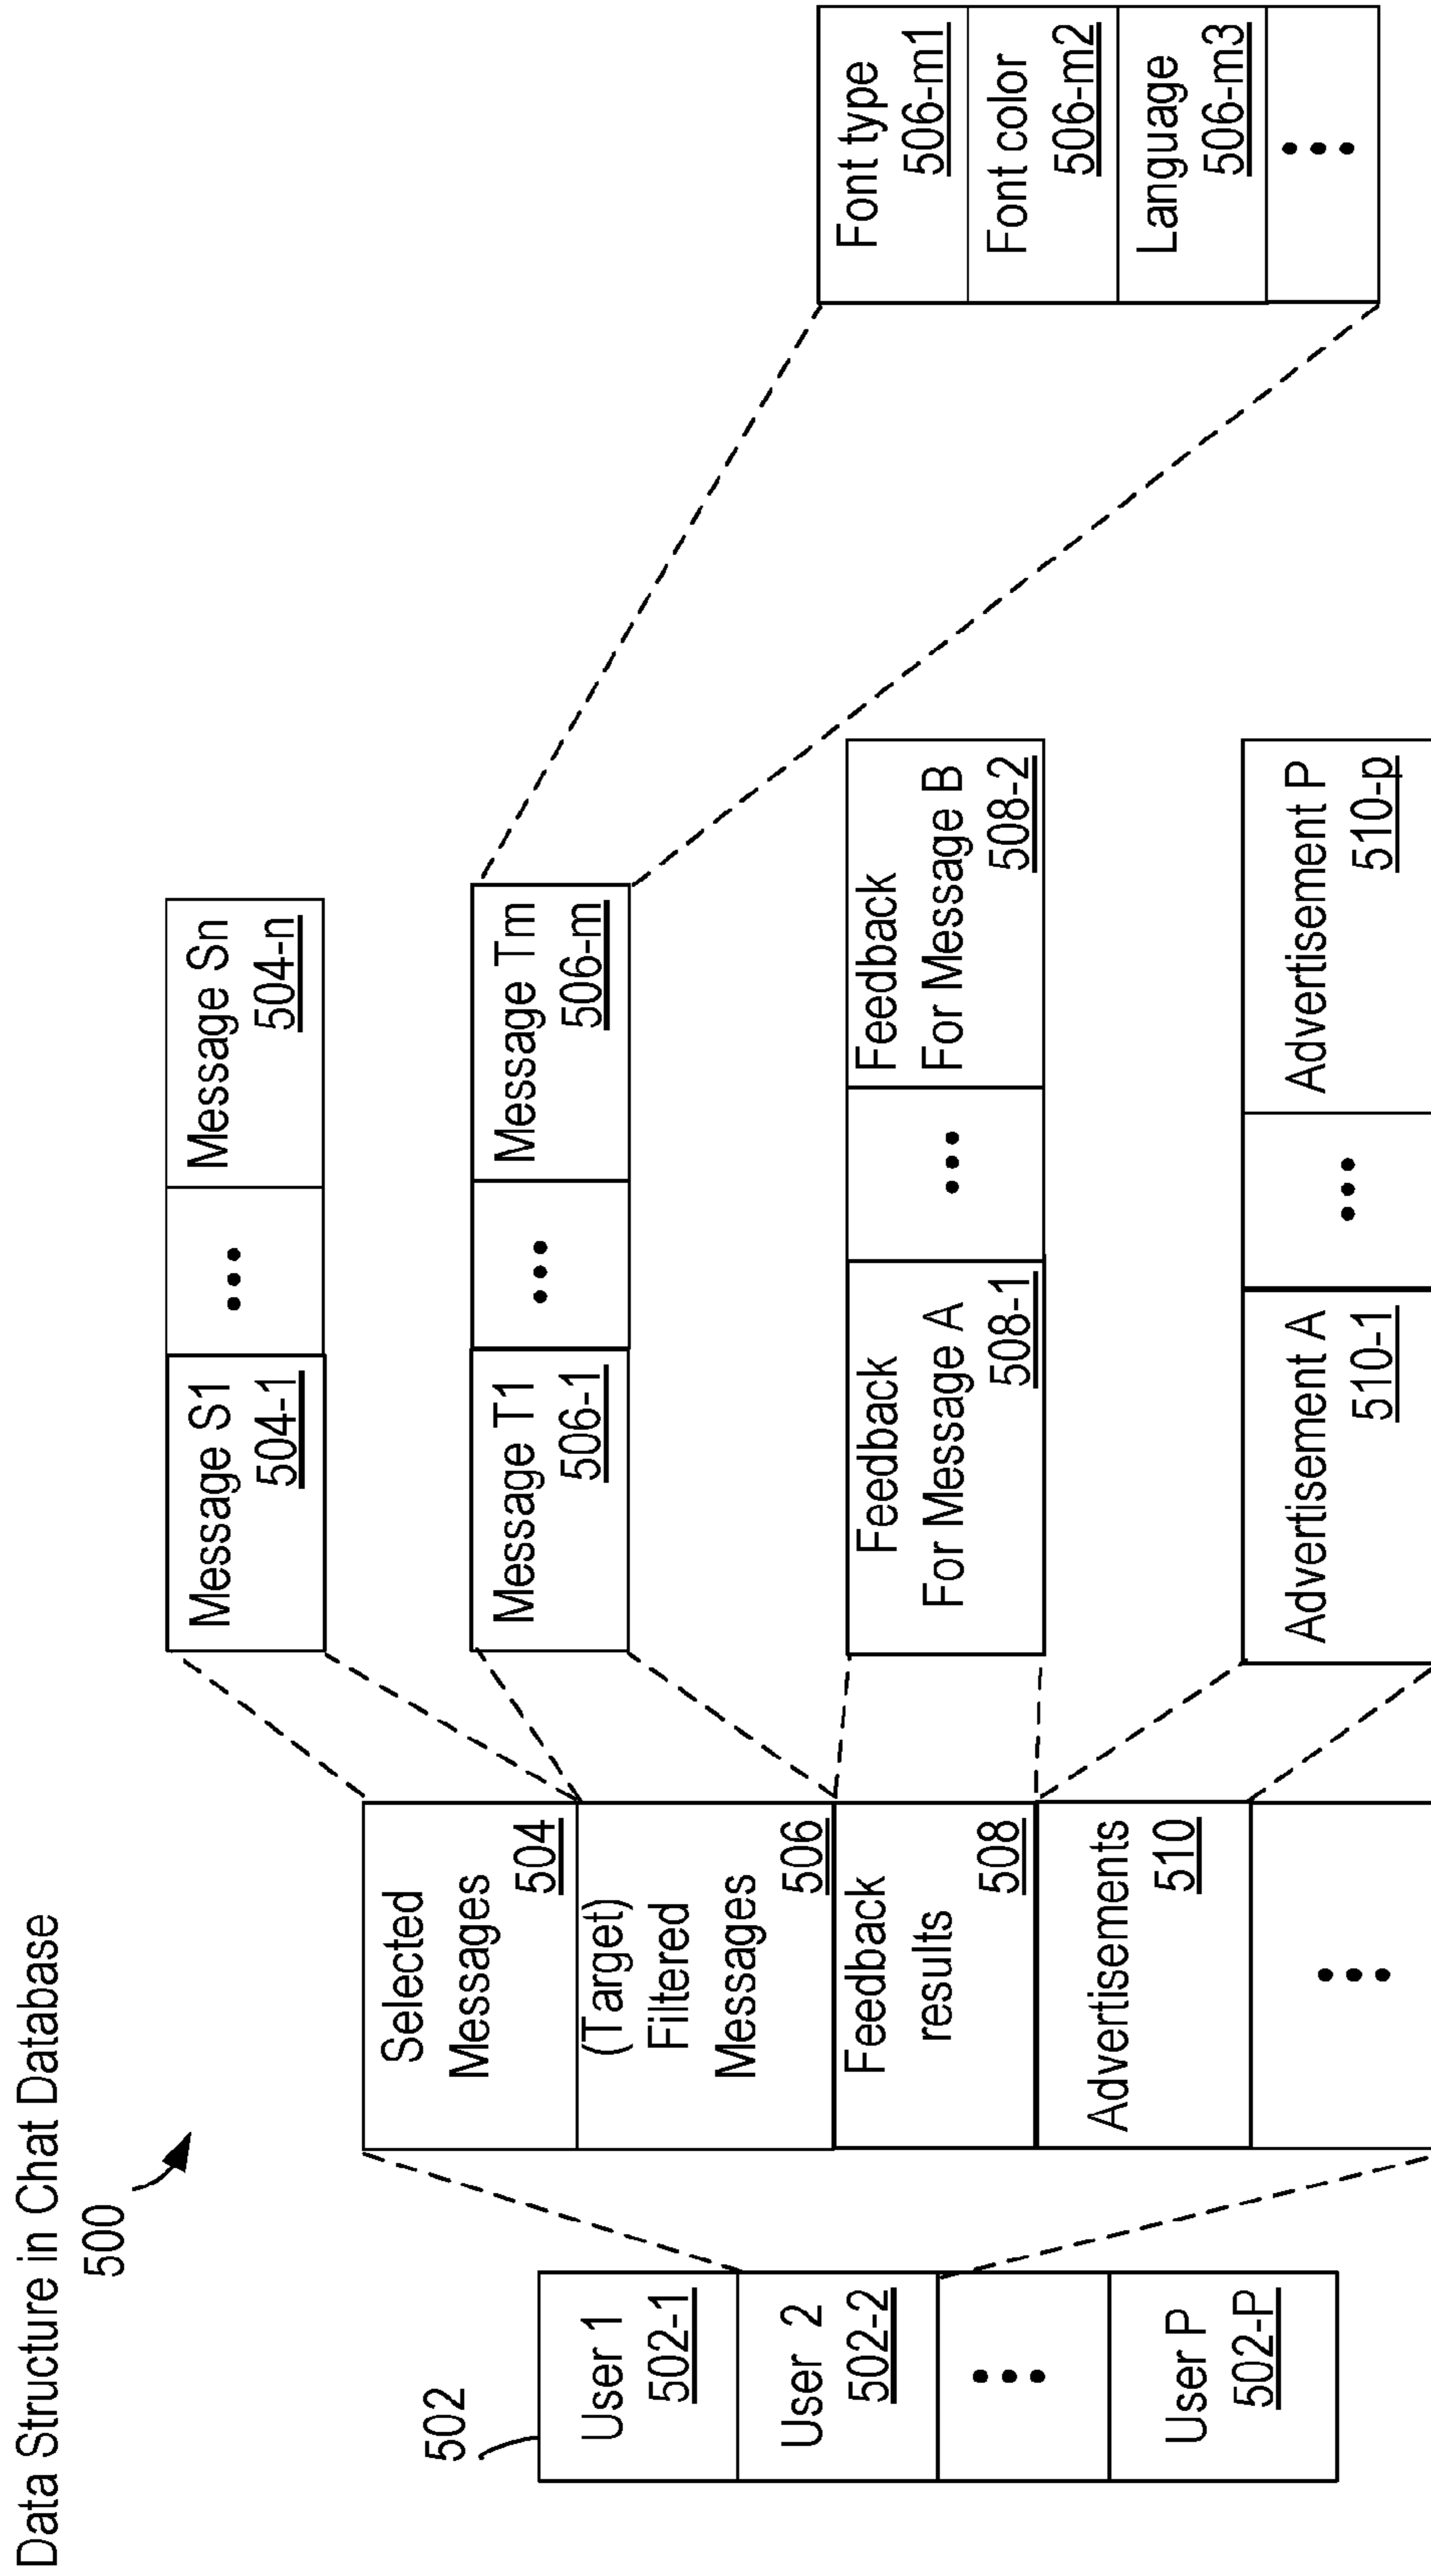 Data Structure in Chat Database
500
502
User 1
502-1
User 2
502-2
User P
502-P
Selected
Messages
504
(Target)
Filtered
Messages
506
Feedback
results
508
Advertisements
510
Message S1
504-1
Message Sn
504-n
Message T1
506-1
Message Tm
506-m
Feedback
For Message A
508-1
Feedback
For Message B
508-2
Advertisement A
510-1
Advertisement P
510-p
Font type
506-m1
Font color
506-m2
Language
506-m3